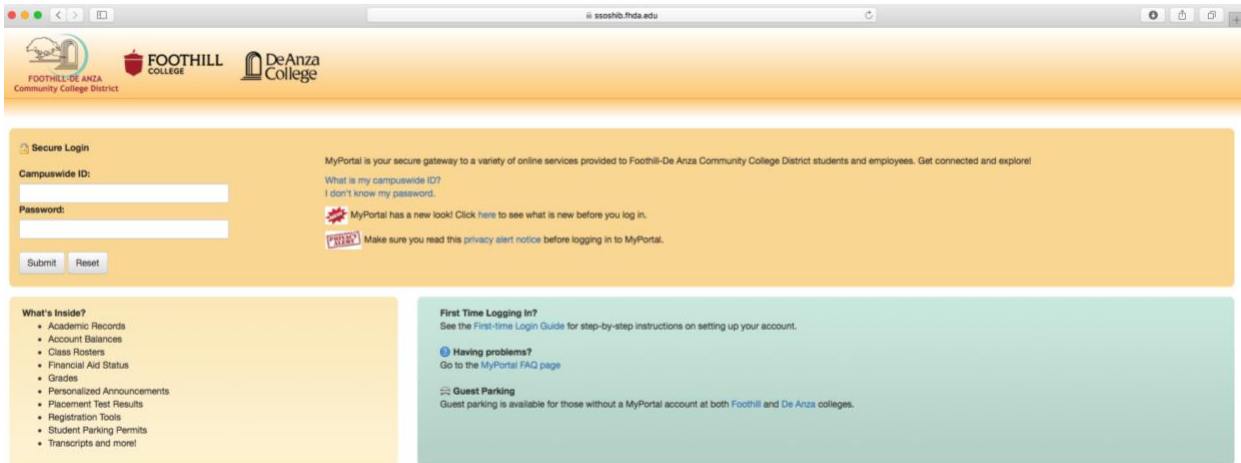 ssoshib.fhda.edu
FOOTHILL-DE ANZA
Community College District
FOOTHILL
COLLEGE
DeAnza
College
Secure Login
Campuswide ID:
Password:
Submit Reset
MyPortal is your secure gateway to a variety of online services provided to Foothill-De Anza Community College District students and employees. Get connected and explore!
What is my campuswide ID?
I don't know my password.
MyPortal has a new look! Click here to see what is new before you log in.
PRIVACY
ALERT
Make sure you read this privacy alert notice before logging in to MyPortal.
What's Inside?
• Academic Records
• Account Balances
• Class Rosters
• Financial Aid Status
• Grades
• Personalized Announcements
• Placement Test Results
• Registration Tools
• Student Parking Permits
• Transcripts and more!
First Time Logging In?
See the First-time Login Guide for step-by-step instructions on setting up your account.
Having problems?
Go to the MyPortal FAQ page
Guest Parking
Guest parking is available for those without a MyPortal account at both Foothill and De Anza colleges.